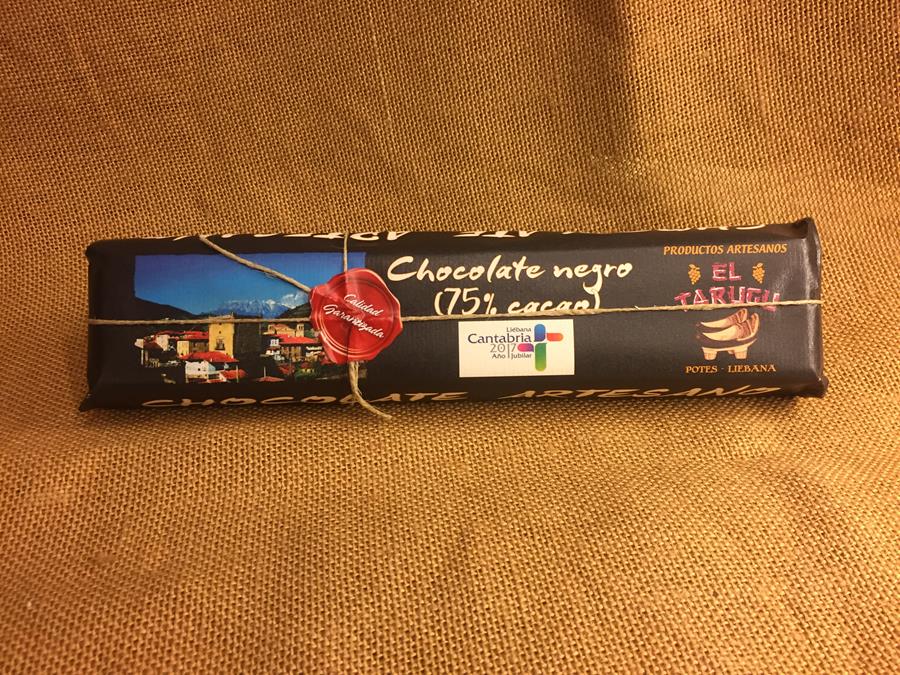 Chocolate negro
(75% cacao)
Calidad
Garantizada
Liébana
Cantabria
2017
Año Jubilar
PRODUCTOS ARTESANOS
EL
TARUGU
POTES - LIEBANA
CHOCOLATE ARTESANO